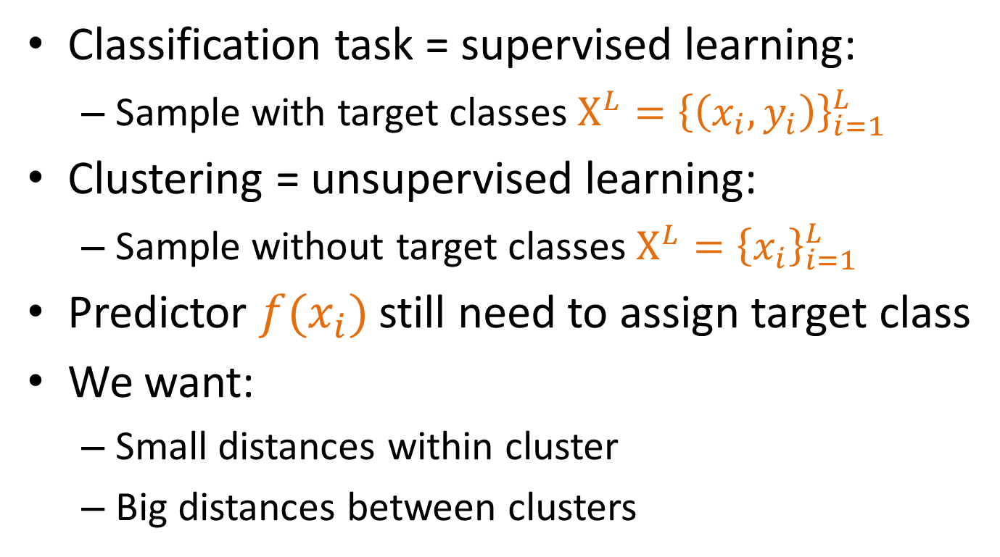 • Classification task = supervised learning:
– Sample with target classes X^L = {(x_i, y_i)}_{i=1}^L
• Clustering = unsupervised learning:
– Sample without target classes X^L = {x_i}_{i=1}^L
• Predictor f(x_i) still need to assign target class
• We want:
– Small distances within cluster
– Big distances between clusters